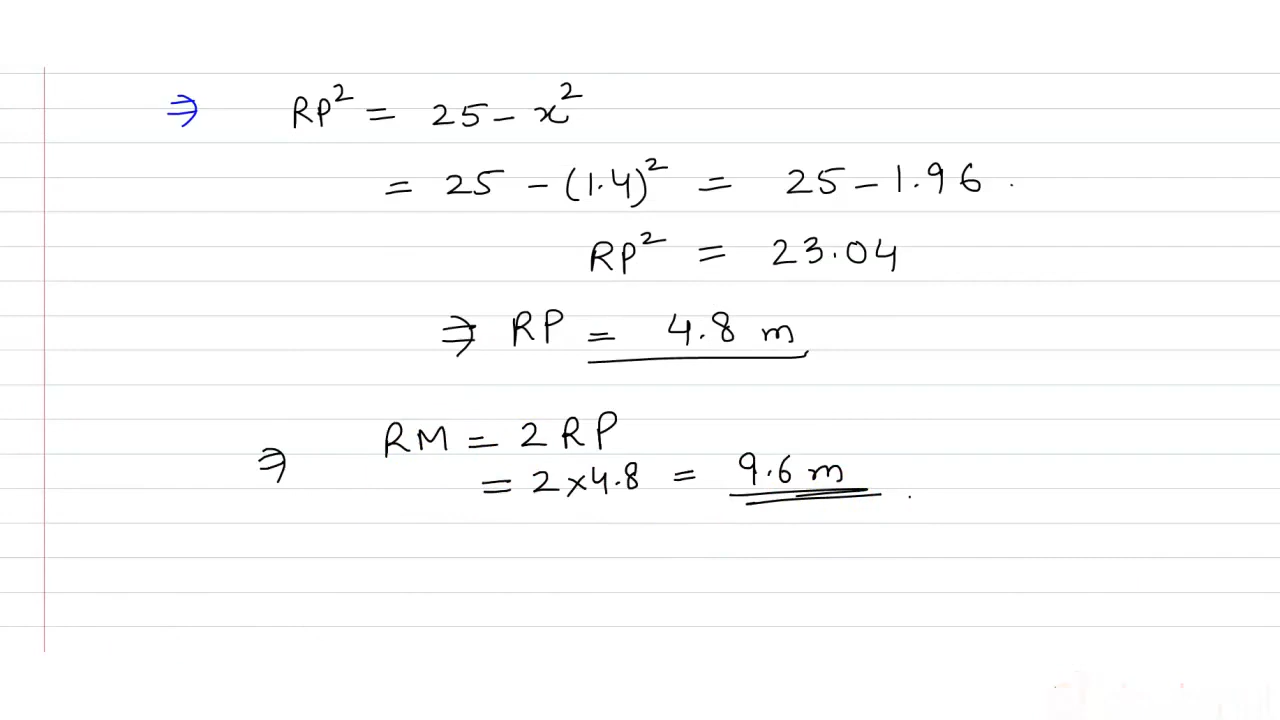 ⇒ RP² = 25 - x²
= 25 - (1.4)² = 25 - 1.96
RP² = 23.04
⇒ RP = 4.8 m
⇒ RM = 2 RP
= 2 × 4.8 = 9.6 m